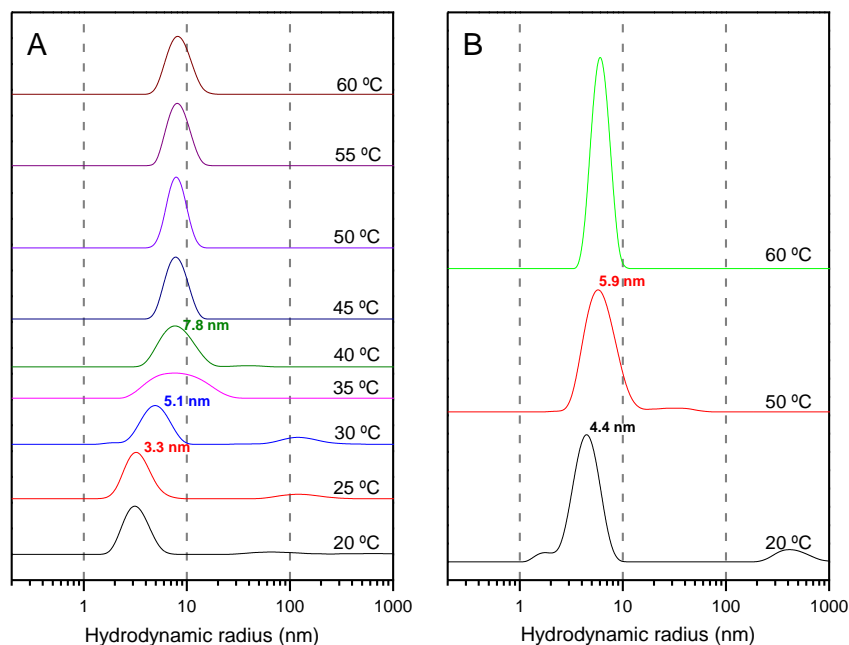 A
60 ºC
55 ºC
50 ºC
45 ºC
7.8 nm
40 ºC
35 ºC
5.1 nm
30 ºC
3.3 nm
25 ºC
20 ºC
1 10 100 1000
Hydrodynamic radius (nm)
B
60 ºC
5.9 nm
50 ºC
4.4 nm
20 ºC
1 10 100 1000
Hydrodynamic radius (nm)